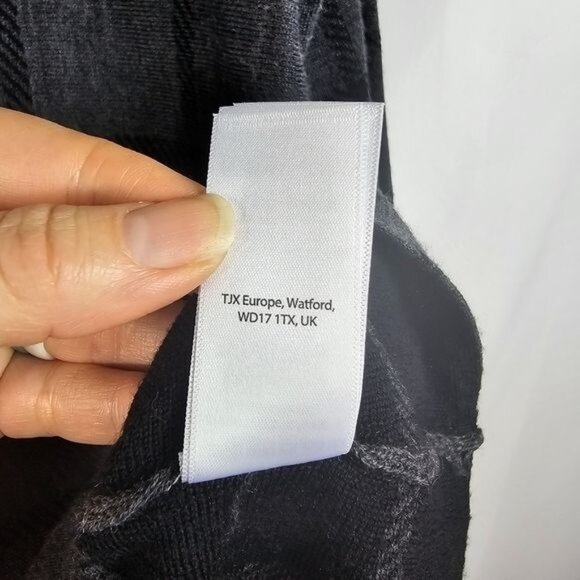 TJX Europe, Watford,
WD17 1TX, UK